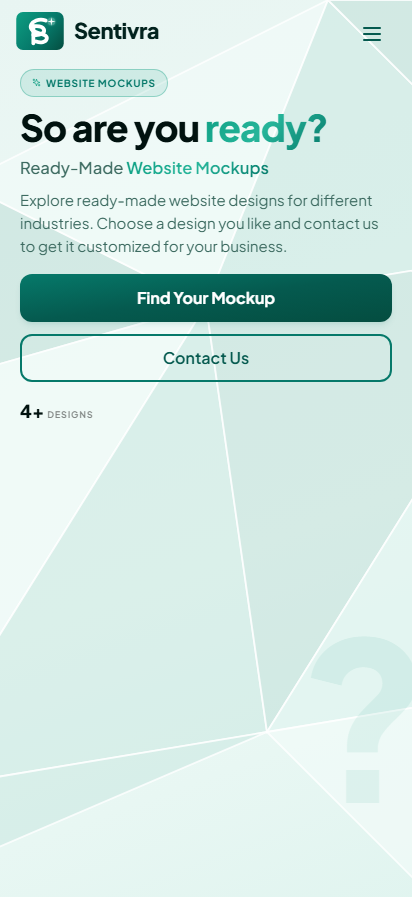 Sentivra
WEBSITE MOCKUPS
So are you ready?
Ready-Made Website Mockups
Explore ready-made website designs for different
industries. Choose a design you like and contact us
to get it customized for your business.
Find Your Mockup
Contact Us
4+ DESIGNS
?